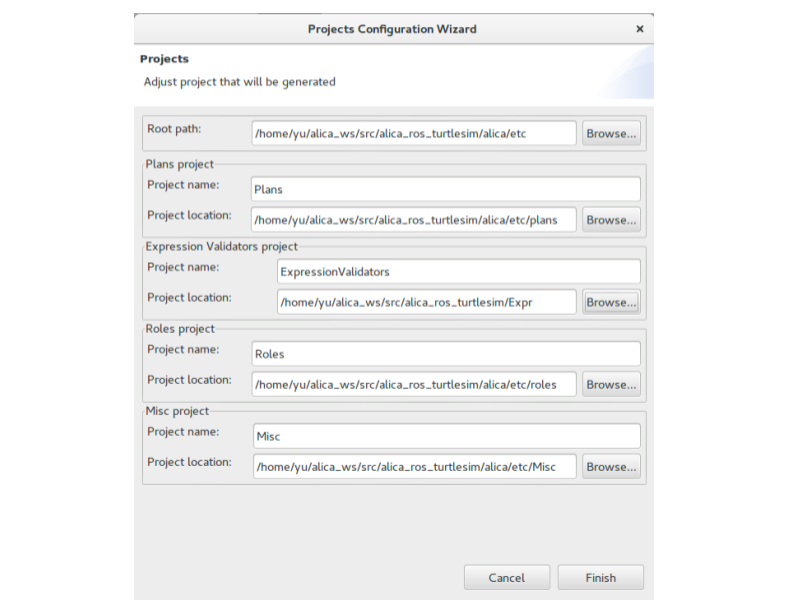 Projects Configuration Wizard ×
Projects
Adjust project that will be generated
Root path: /home/yu/alica_ws/src/alica_ros_turtlesim/alica/etc Browse...
Plans project
Project name: Plans
Project location: /home/yu/alica_ws/src/alica_ros_turtlesim/alica/etc/plans Browse...
Expression Validators project
Project name: ExpressionValidators
Project location: /home/yu/alica_ws/src/alica_ros_turtlesim/Expr Browse...
Roles project
Project name: Roles
Project location: /home/yu/alica_ws/src/alica_ros_turtlesim/alica/etc/roles Browse...
Misc project
Project name: Misc
Project location: /home/yu/alica_ws/src/alica_ros_turtlesim/alica/etc/Misc Browse...
Cancel Finish